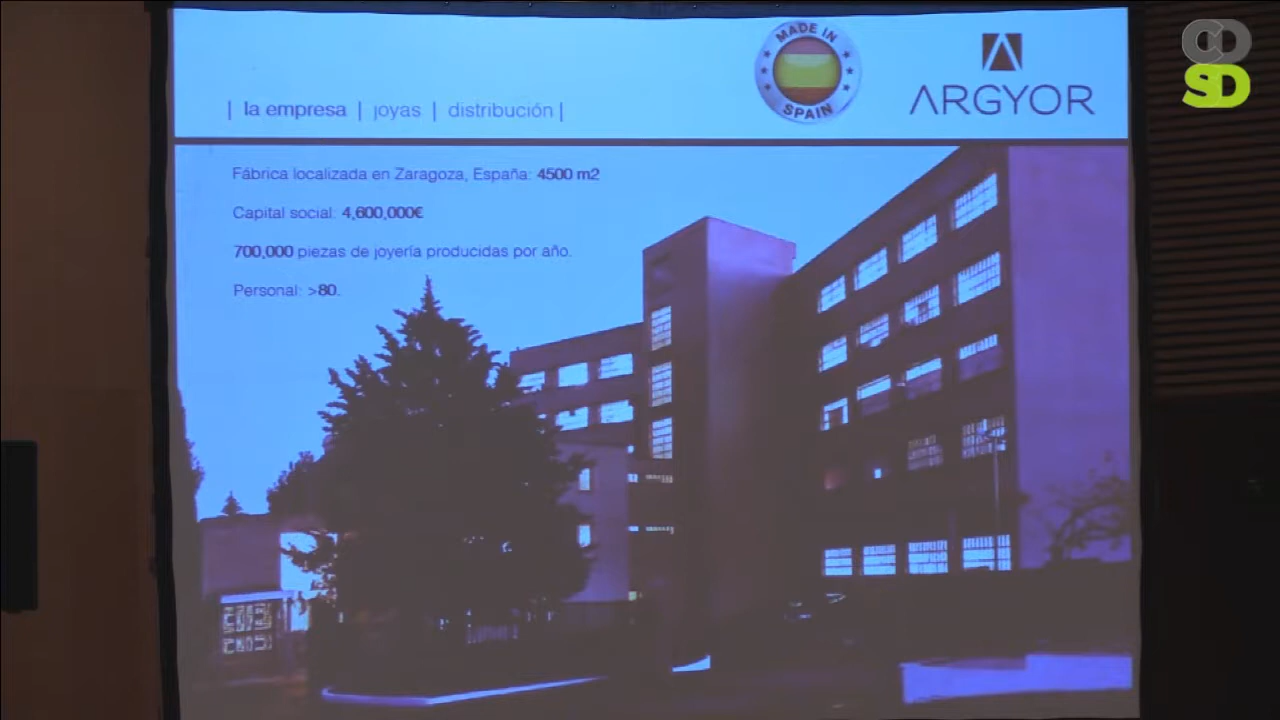 MADE IN
SPAIN
ARGYOR
CD
SD
| la empresa | joyas | distribución |
Fábrica localizada en Zaragoza, España: 4500 m2
Capital social: 4,600,000€
700,000 piezas de joyería producidas por año.
Personal: >80.